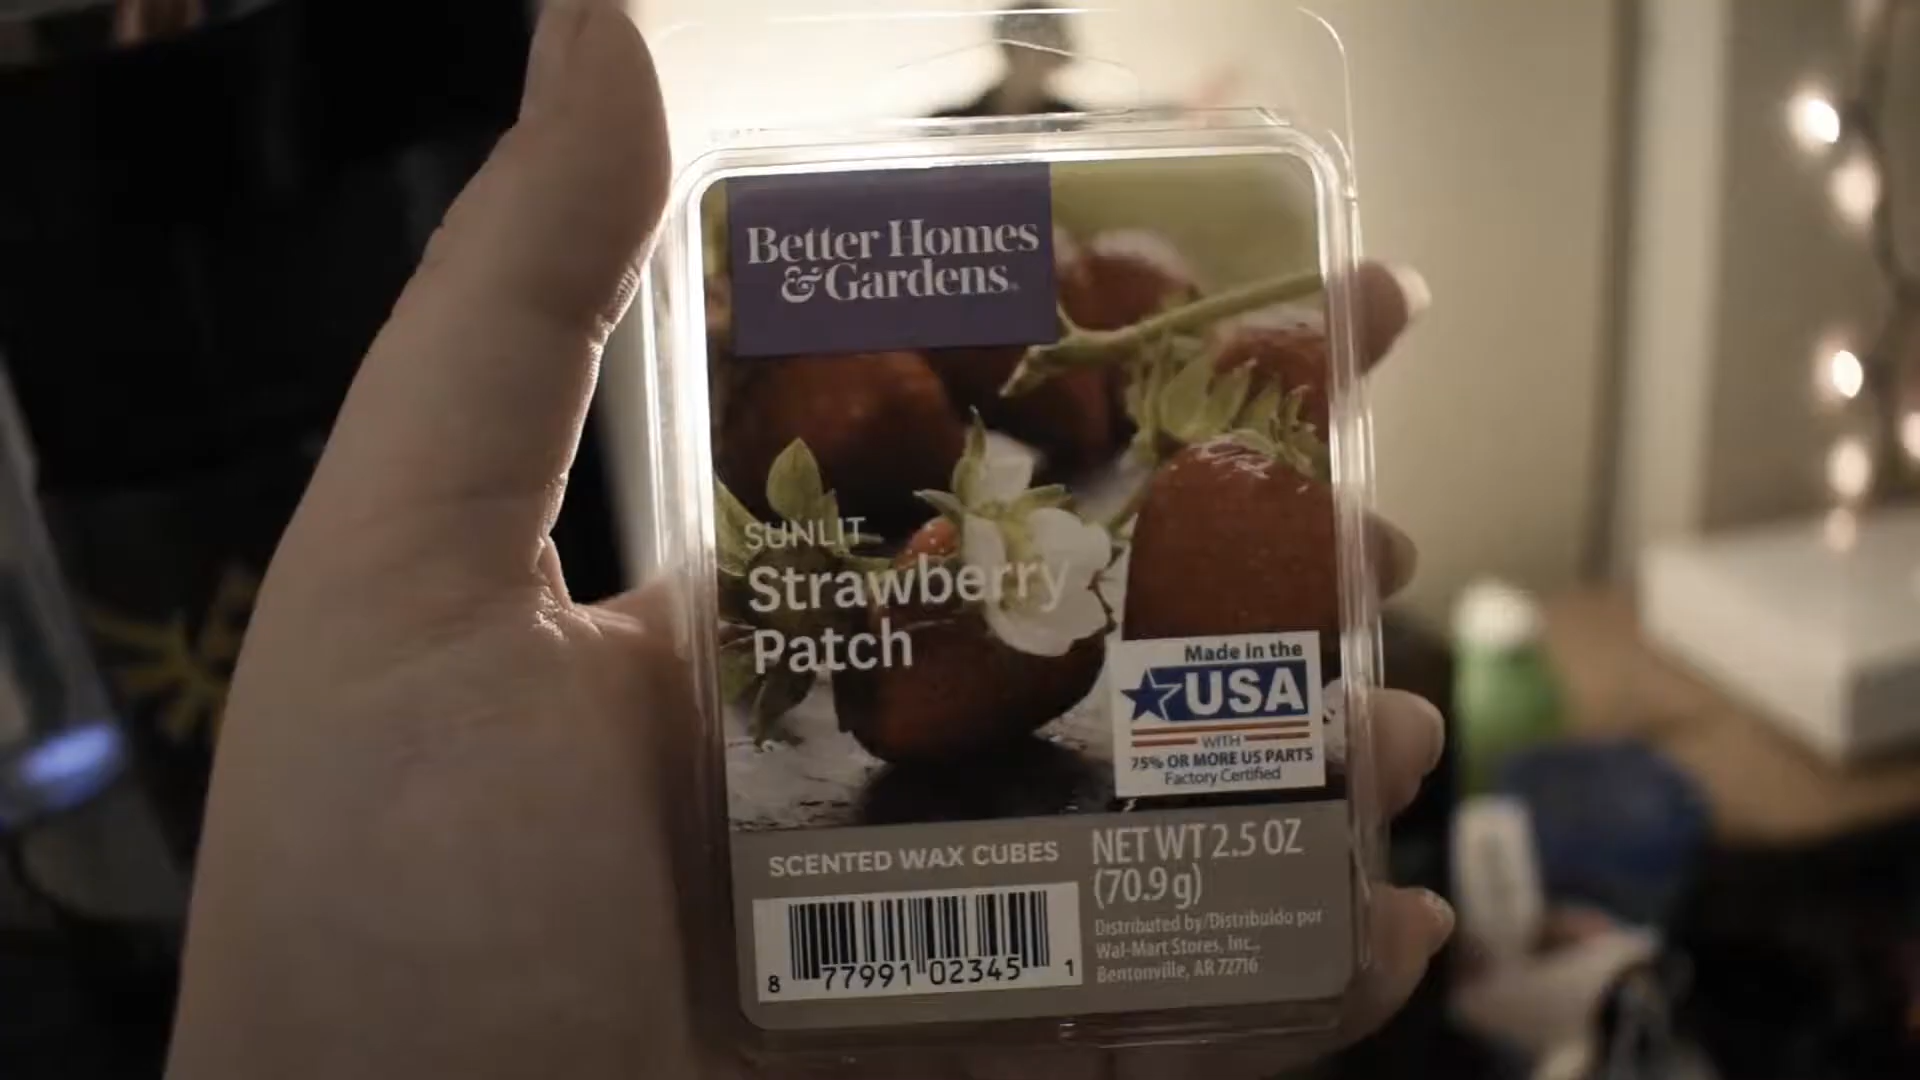 Better Homes
&Gardens®
SUNLIT
Strawberry
Patch
Made in the
USA
WITH
75% OR MORE US PARTS
Factory Certified
SCENTED WAX CUBES
NET WT 2.5 OZ
(70.9 g)
Distributed by/Distribuido por
Wal-Mart Stores, Inc.,
Bentonville, AR 72716
8 77991 02345 1